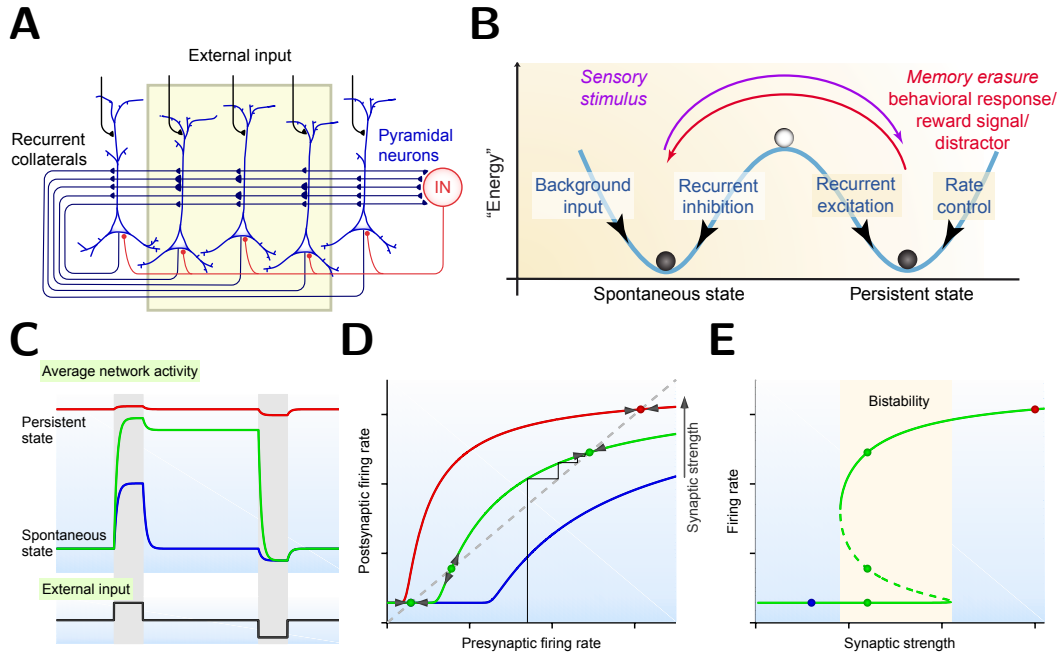 A
External input
Recurrent
collaterals
Pyramidal
neurons
IN
B
"Energy"
Sensory
stimulus
Memory erasure
behavioral response/
reward signal/
distractor
Background
input
Recurrent
inhibition
Recurrent
excitation
Rate
control
Spontaneous state
Persistent state
C
Average network activity
Persistent
state
Spontaneous
state
External input
D
Postsynaptic firing rate
Presynaptic firing rate
Synaptic strength
E
Bistability
Firing rate
Synaptic strength